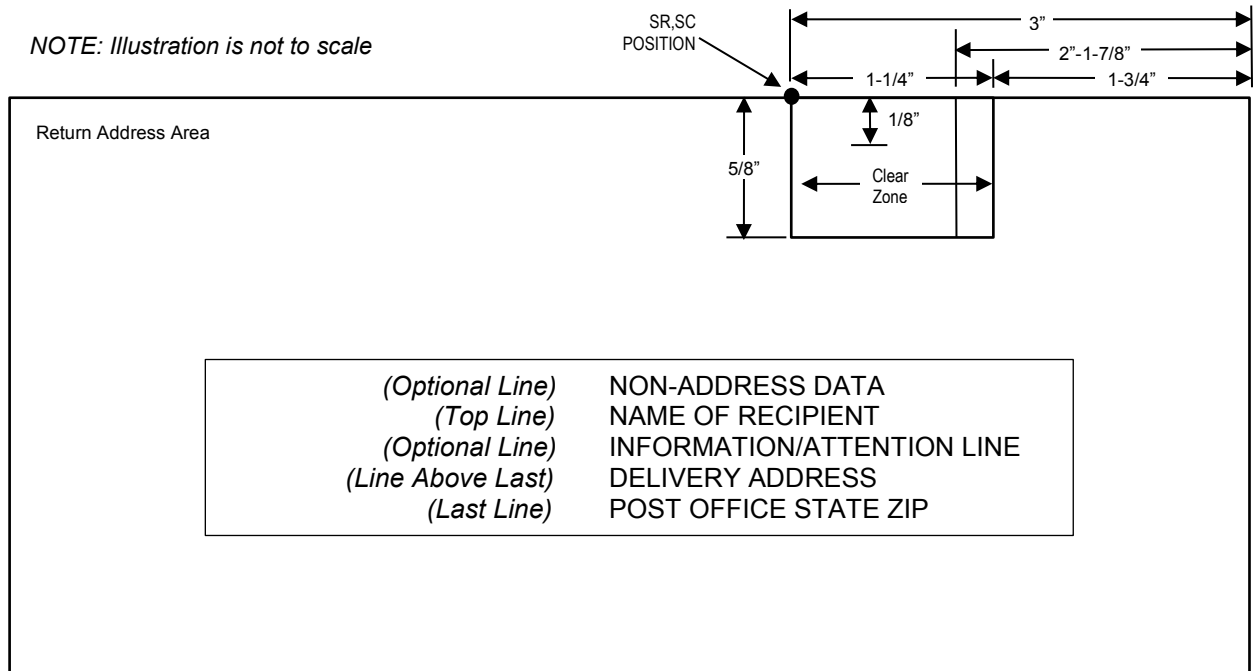 NOTE: Illustration is not to scale
SR,SC
POSITION
3”
2”-1-7/8”
1-1/4”
1-3/4”
Return Address Area
1/8”
5/8”
Clear
Zone
(Optional Line) NON-ADDRESS DATA
(Top Line) NAME OF RECIPIENT
(Optional Line) INFORMATION/ATTENTION LINE
(Line Above Last) DELIVERY ADDRESS
(Last Line) POST OFFICE STATE ZIP